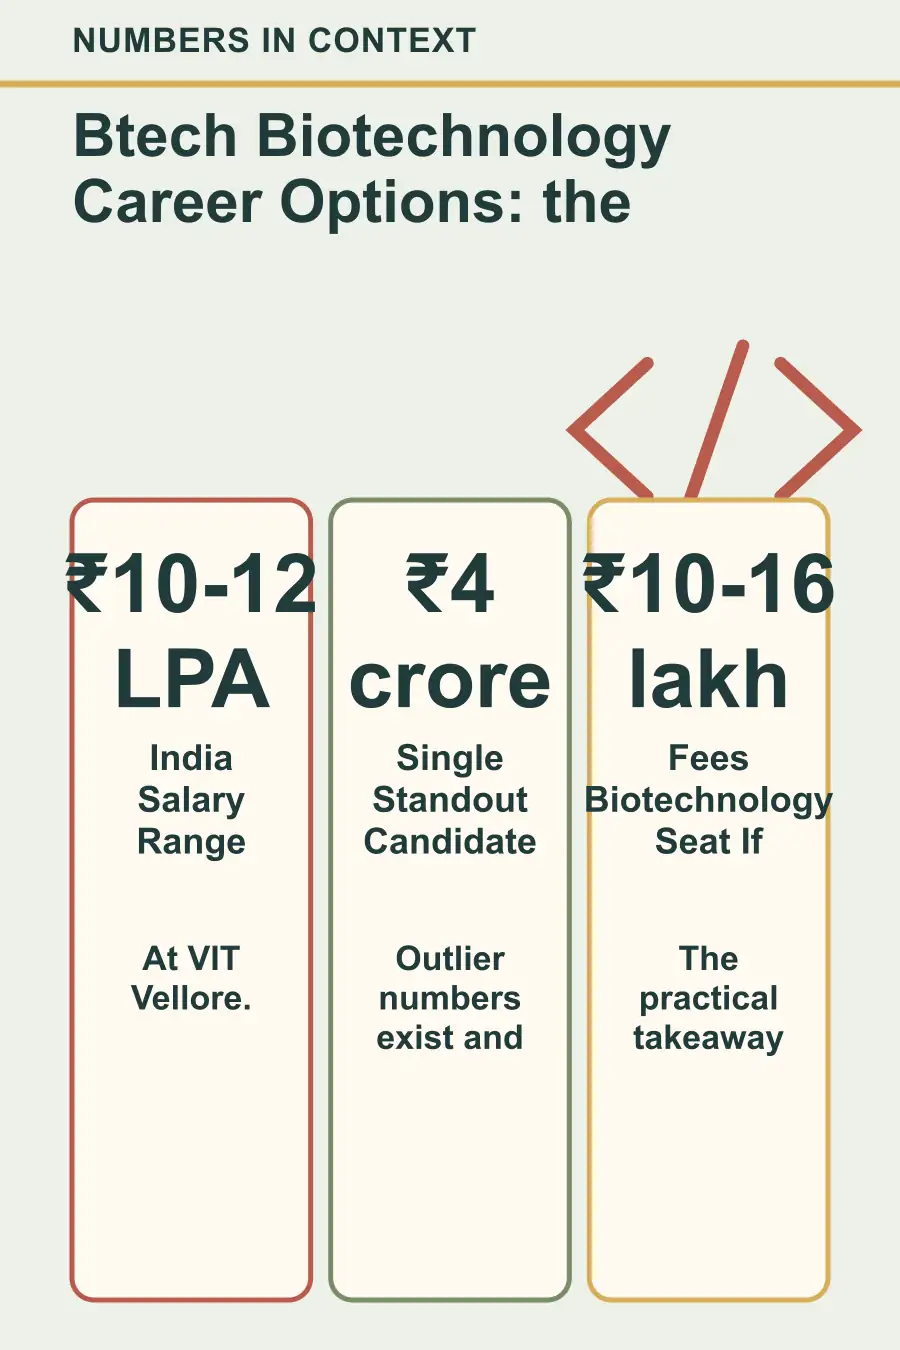 NUMBERS IN CONTEXT
Btech Biotechnology
Career Options: the
₹10-12
LPA
India
Salary
Range
At VIT
Vellore.
₹4
crore
Single
Standout
Candidate
Outlier
numbers
exist and
₹10-16
lakh
Fees
Biotechnology
Seat If
The
practical
takeaway